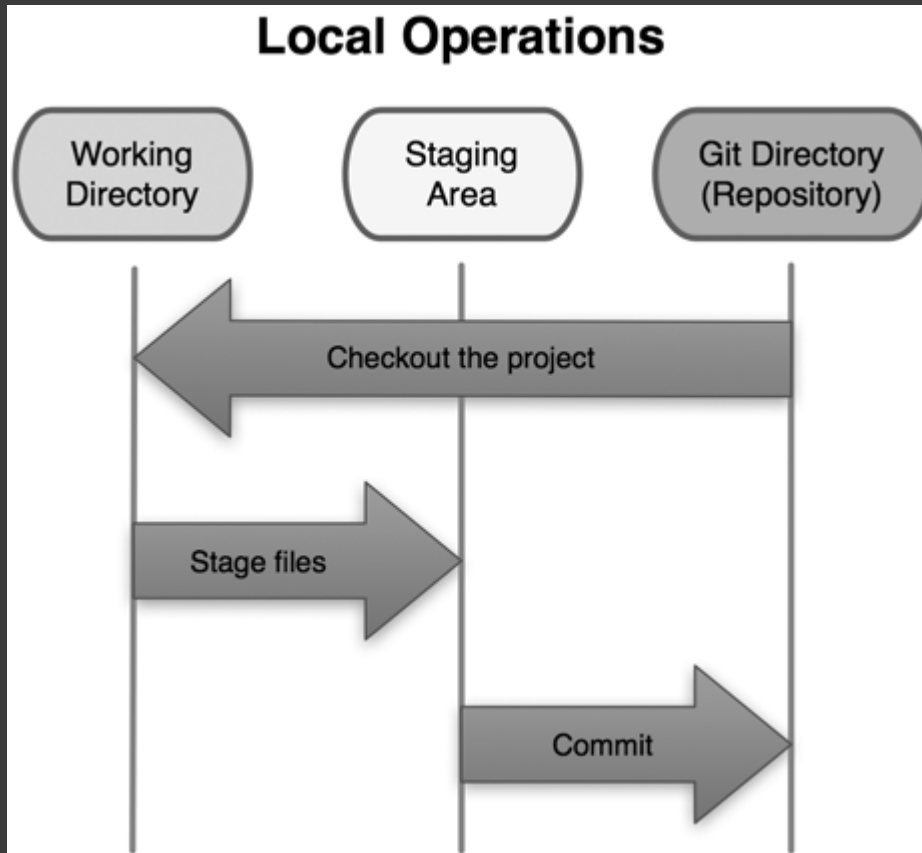 Local Operations
Working
Directory
Staging
Area
Git Directory
(Repository)
Checkout the project
Stage files
Commit